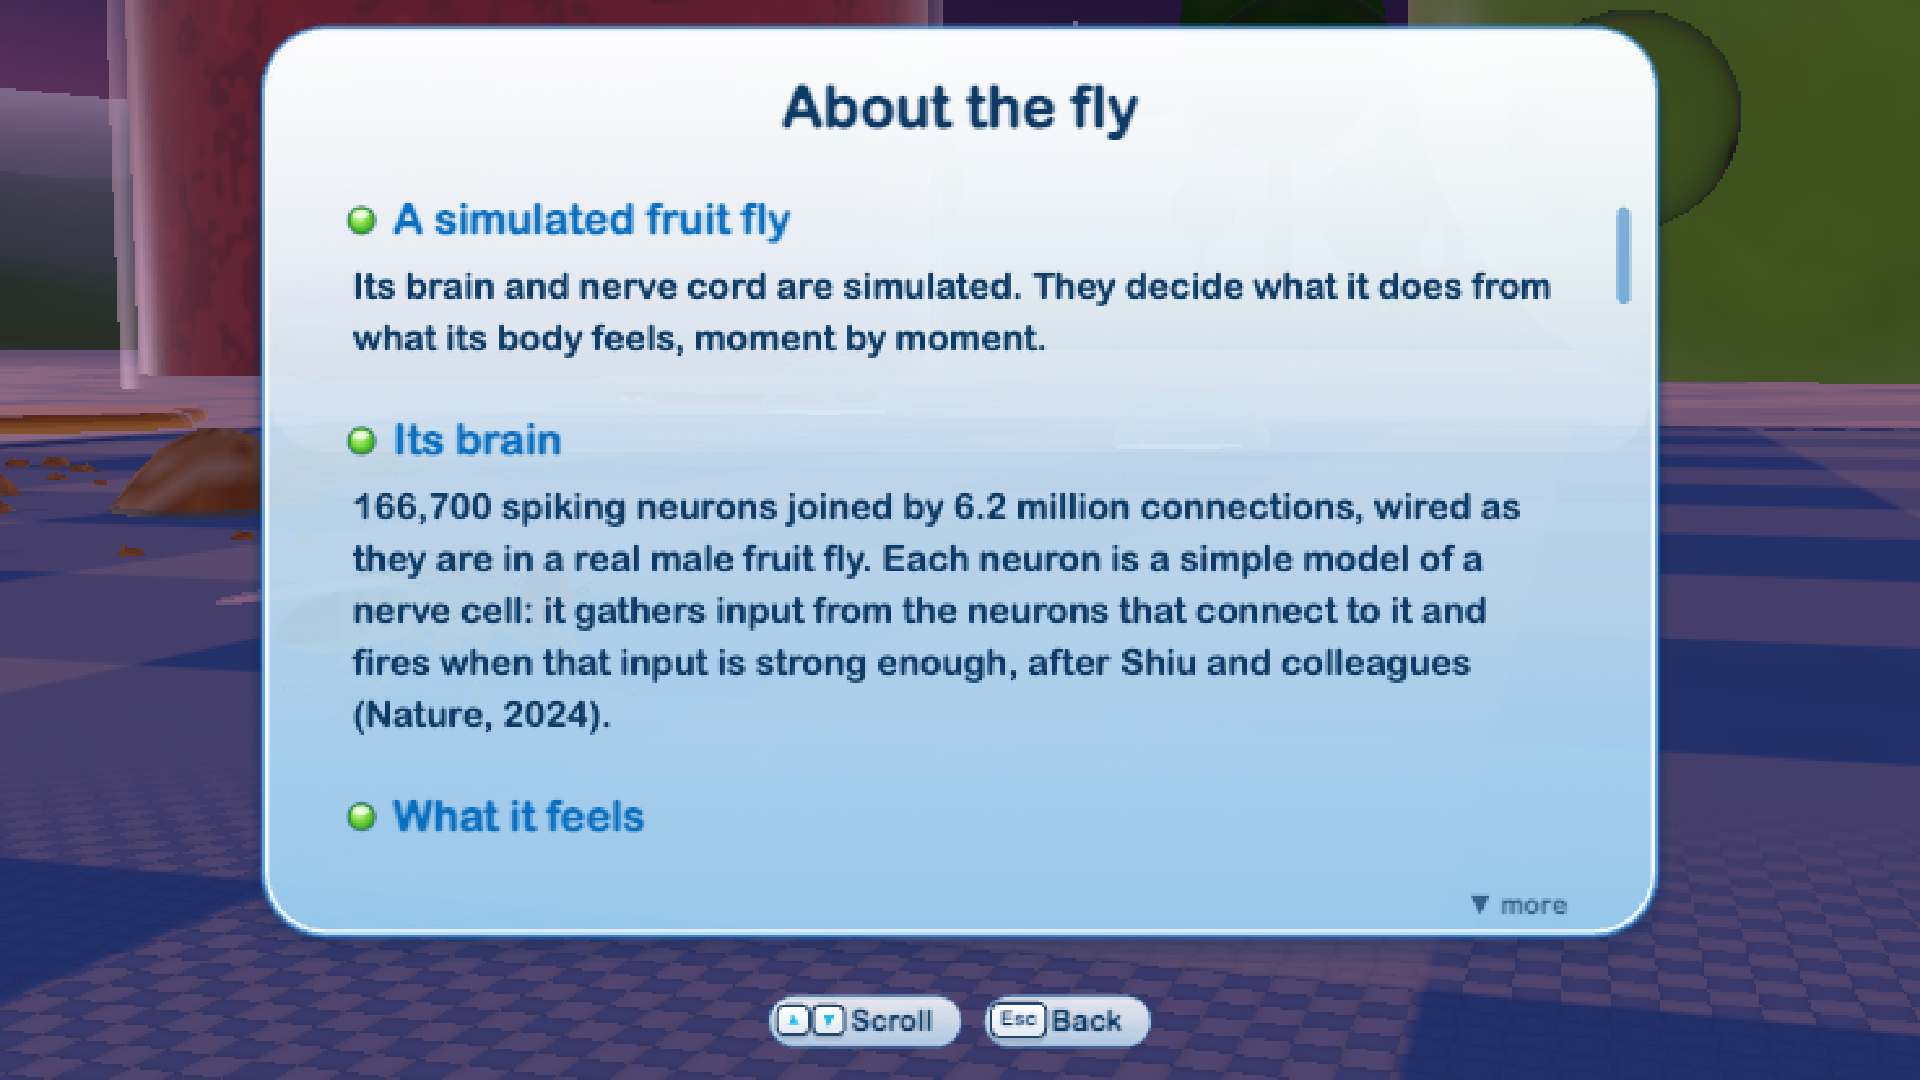 About the fly
A simulated fruit fly
Its brain and nerve cord are simulated. They decide what it does from
what its body feels, moment by moment.
Its brain
166,700 spiking neurons joined by 6.2 million connections, wired as
they are in a real male fruit fly. Each neuron is a simple model of a
nerve cell: it gathers input from the neurons that connect to it and
fires when that input is strong enough, after Shiu and colleagues
(Nature, 2024).
What it feels
▼ more
▲ ▼ Scroll
Esc Back